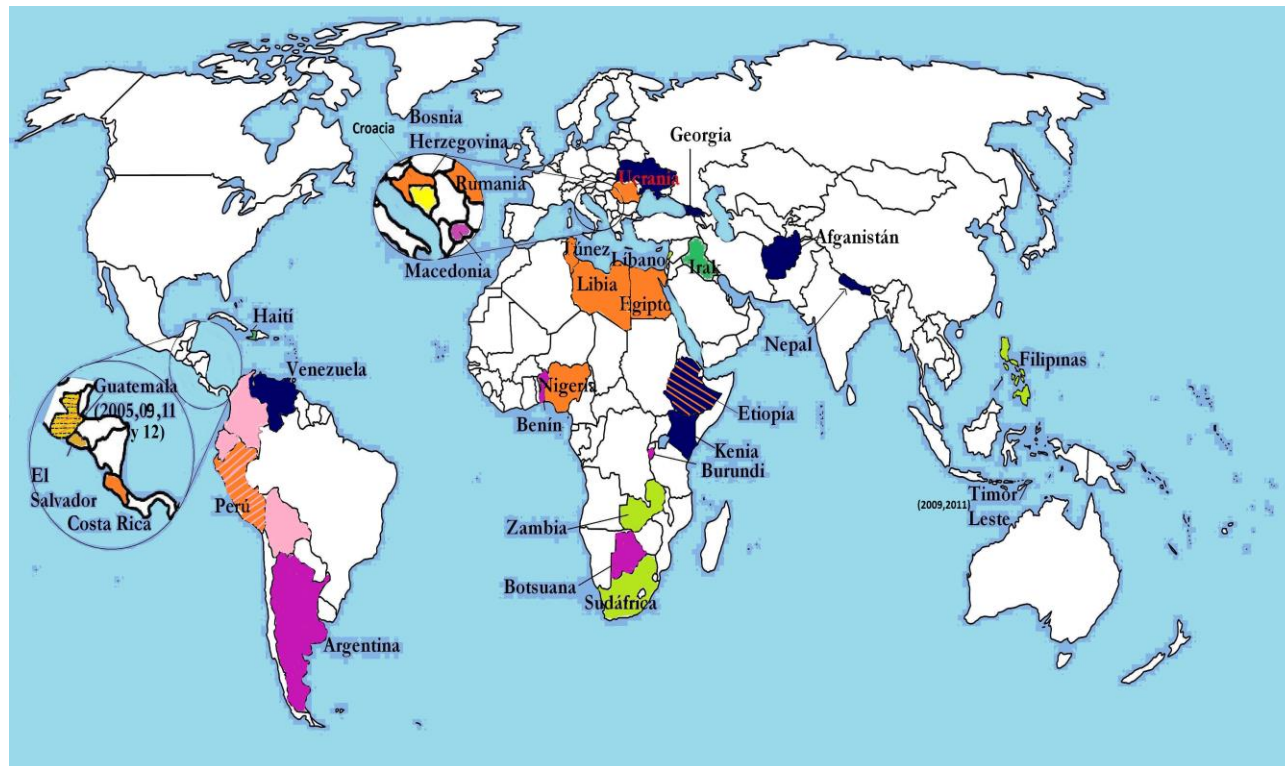 Bosnia
Herzegovina
Croacia
Georgia
Ucrania
Rumanía
Afganistán
Túnez
Líbano
Irak
Macedonia
Libia
Egipto
Haití
Nepal
Filipinas
Venezuela
Guatemala
(2005,09,11
y 12)
Nigeria
Etiopía
Benín
Kenia
Burundi
El
Salvador
Costa Rica
Perú
Timor
(2009,2011)
Leste
Zambia
Botsuana
Sudáfrica
Argentina